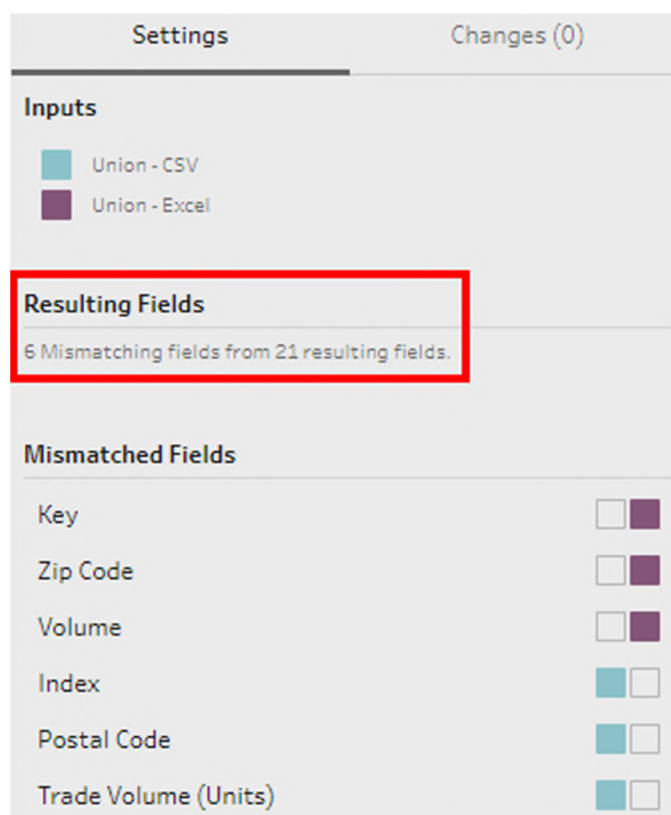 Settings
Changes (0)
Inputs
Union - CSV
Union - Excel
Resulting Fields
6 Mismatching fields from 21 resulting fields.
Mismatched Fields
Key
Zip Code
Volume
Index
Postal Code
Trade Volume (Units)